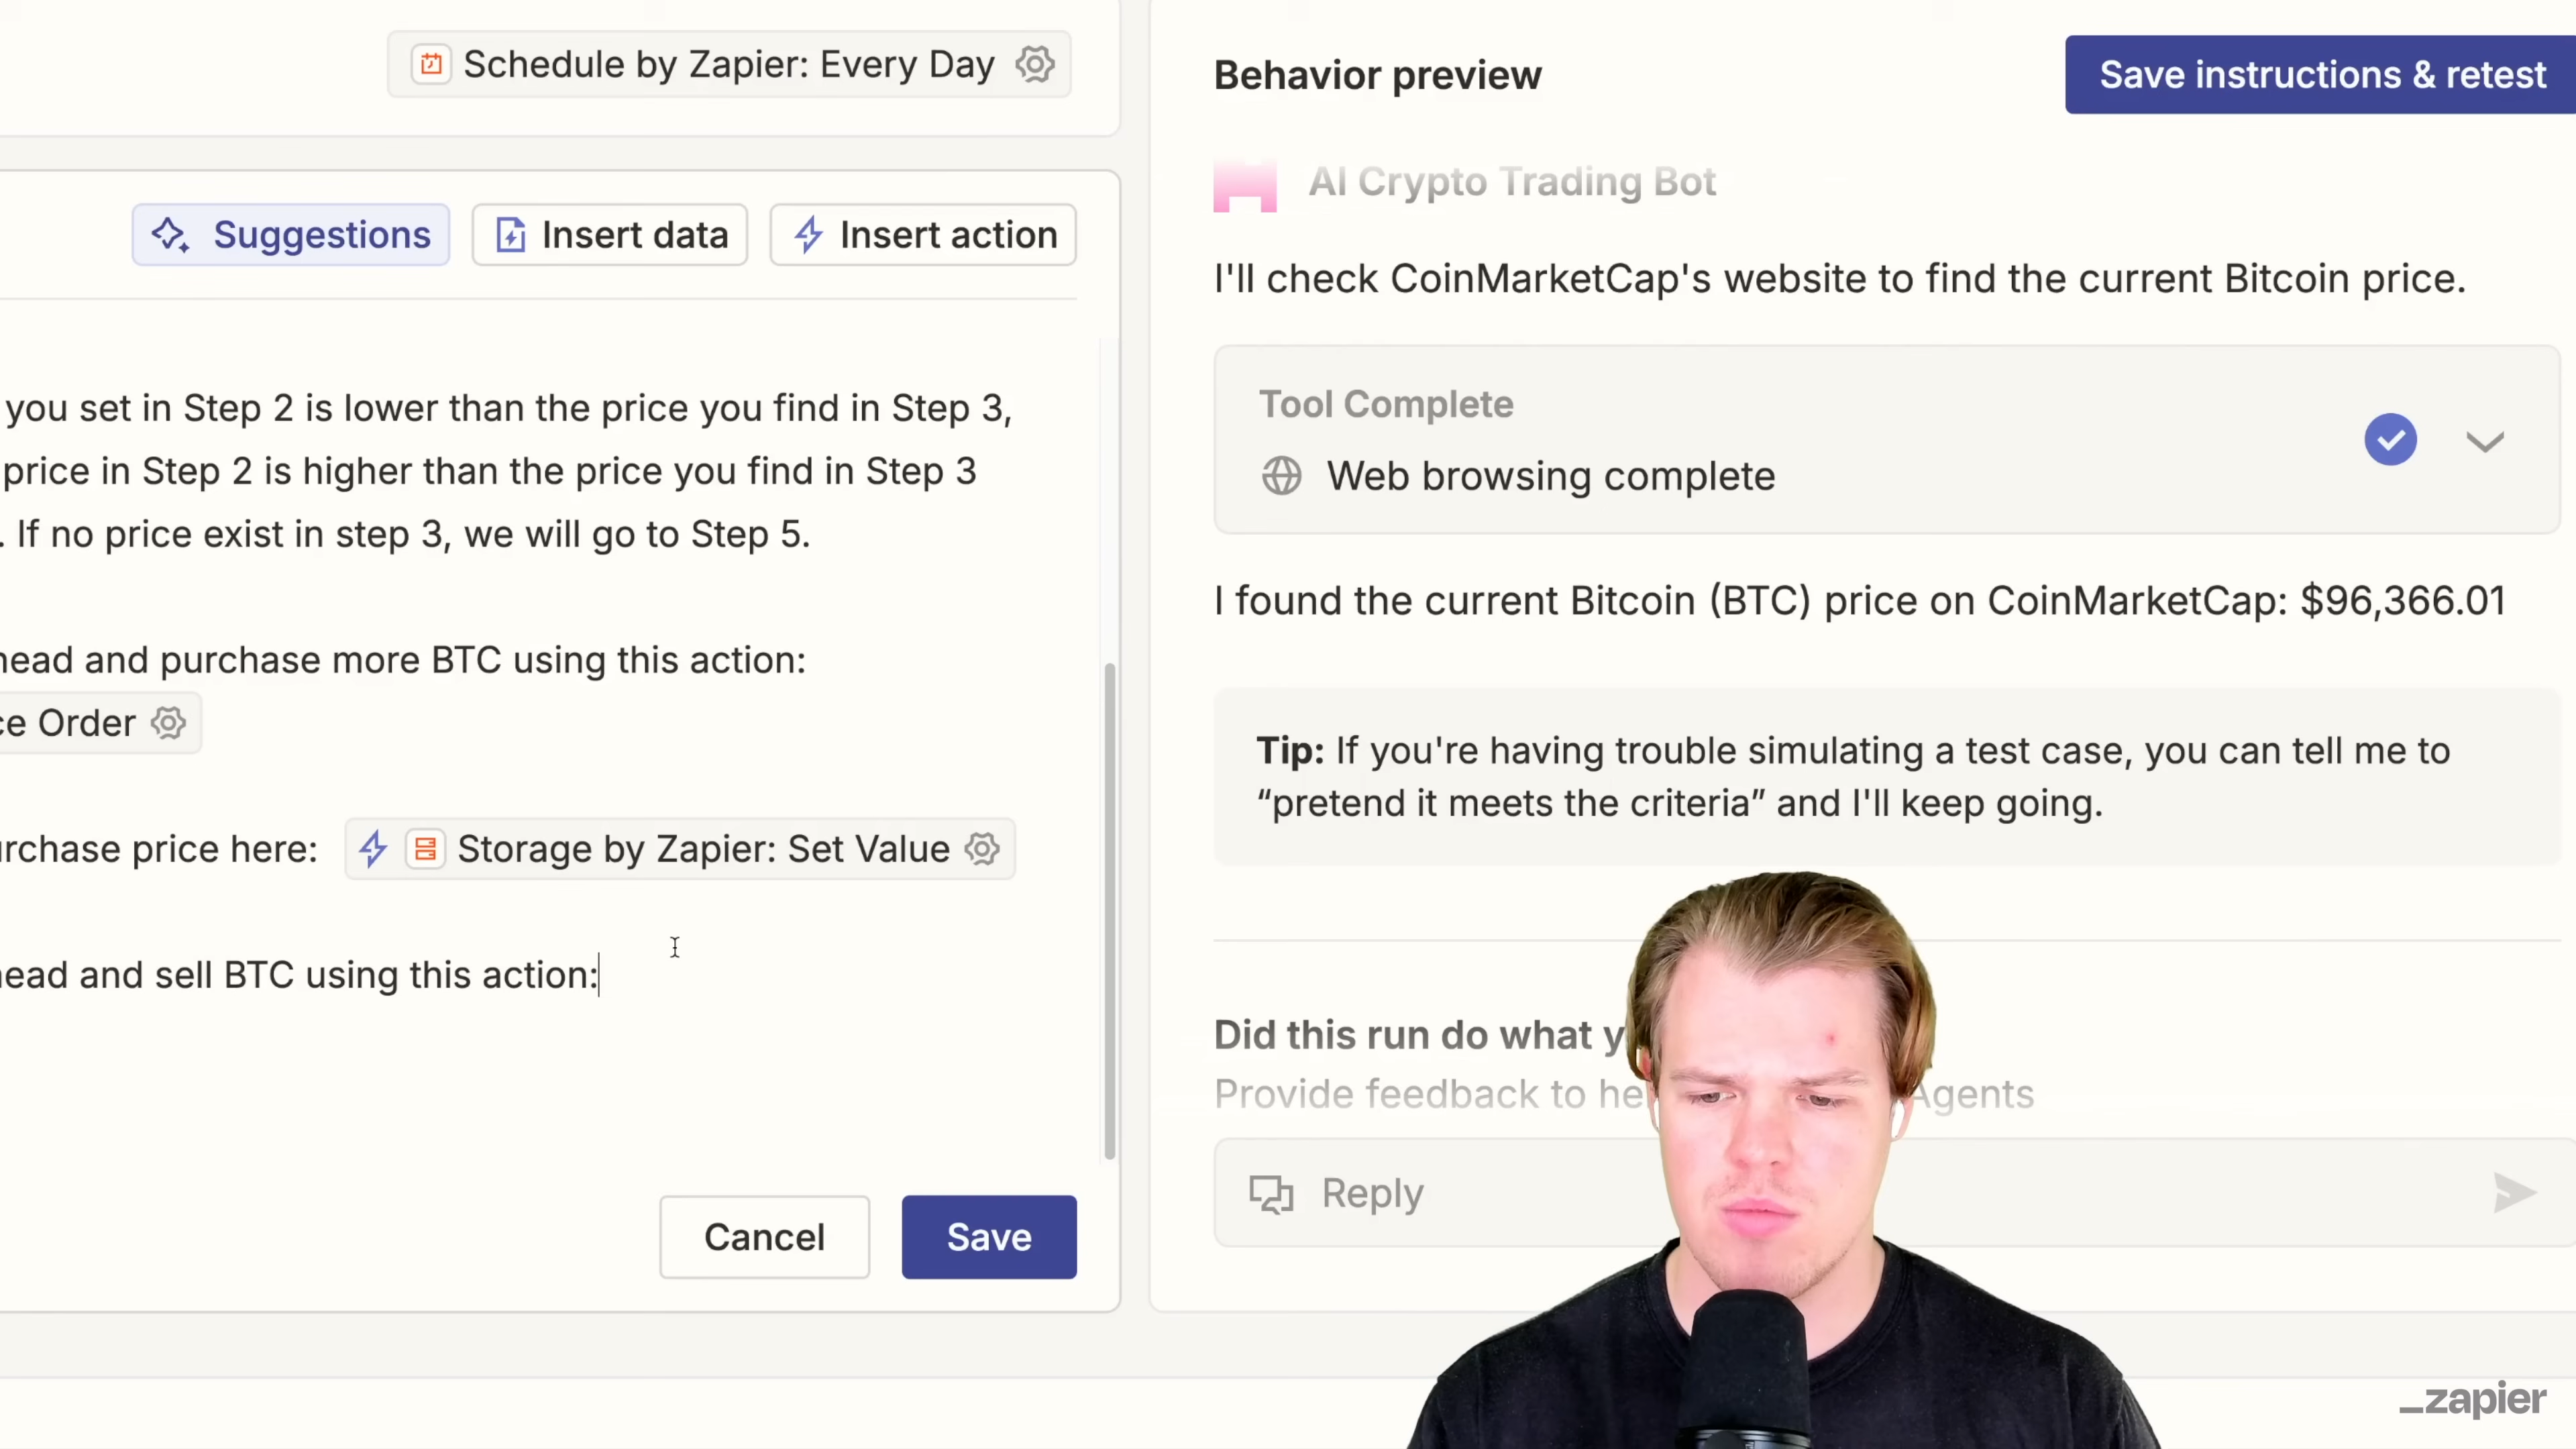 Schedule by Zapier: Every Day
Suggestions
Insert data
Insert action
you set in Step 2 is lower than the price you find in Step 3,
price in Step 2 is higher than the price you find in Step 3
. If no price exist in step 3, we will go to Step 5.
head and purchase more BTC using this action:
ce Order
urchase price here:
Storage by Zapier: Set Value
head and sell BTC using this action:
Cancel
Save
Behavior preview
Save instructions & retest
AI Crypto Trading Bot
I'll check CoinMarketCap's website to find the current Bitcoin price.
Tool Complete
Web browsing complete
I found the current Bitcoin (BTC) price on CoinMarketCap: $96,366.01
Tip: If you're having trouble simulating a test case, you can tell me to
“pretend it meets the criteria” and I'll keep going.
Did this run do what y
Provide feedback to he Agents
Reply
_zapier